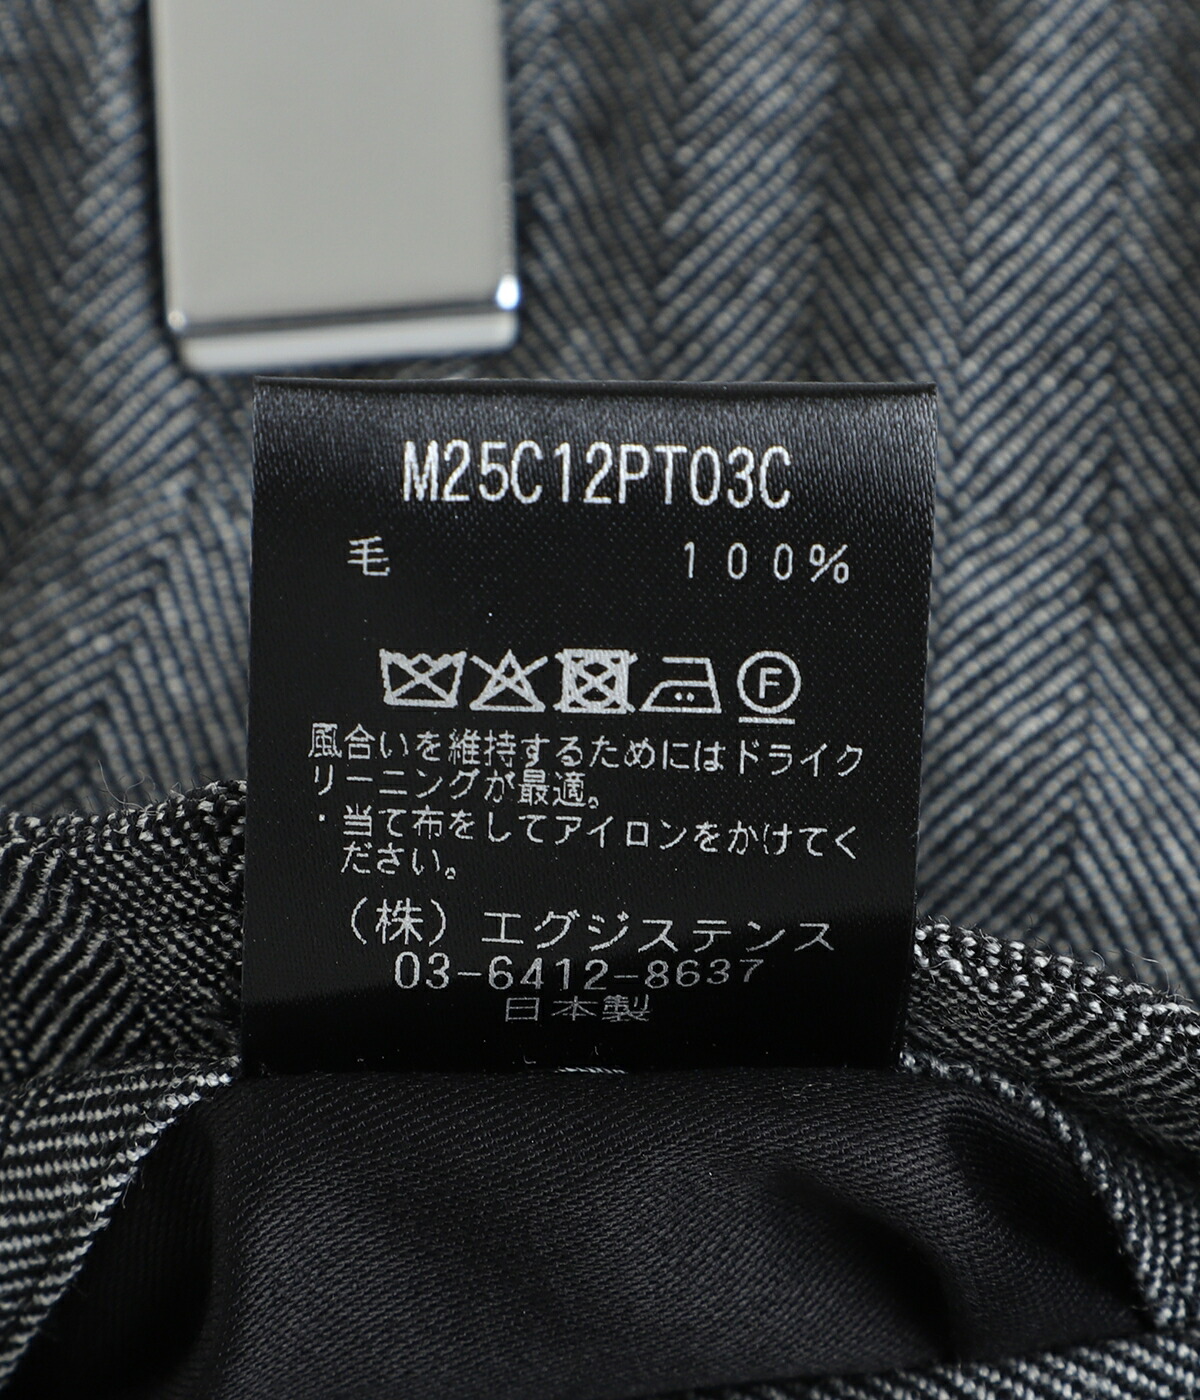 M25C12PT03C
毛 100%
F
風合いを維持するためにはドライク
リーニングが最適。
・当て布をしてアイロンをかけてく
ださい。
(株) エグジステンス
03-6412-8637
日本製